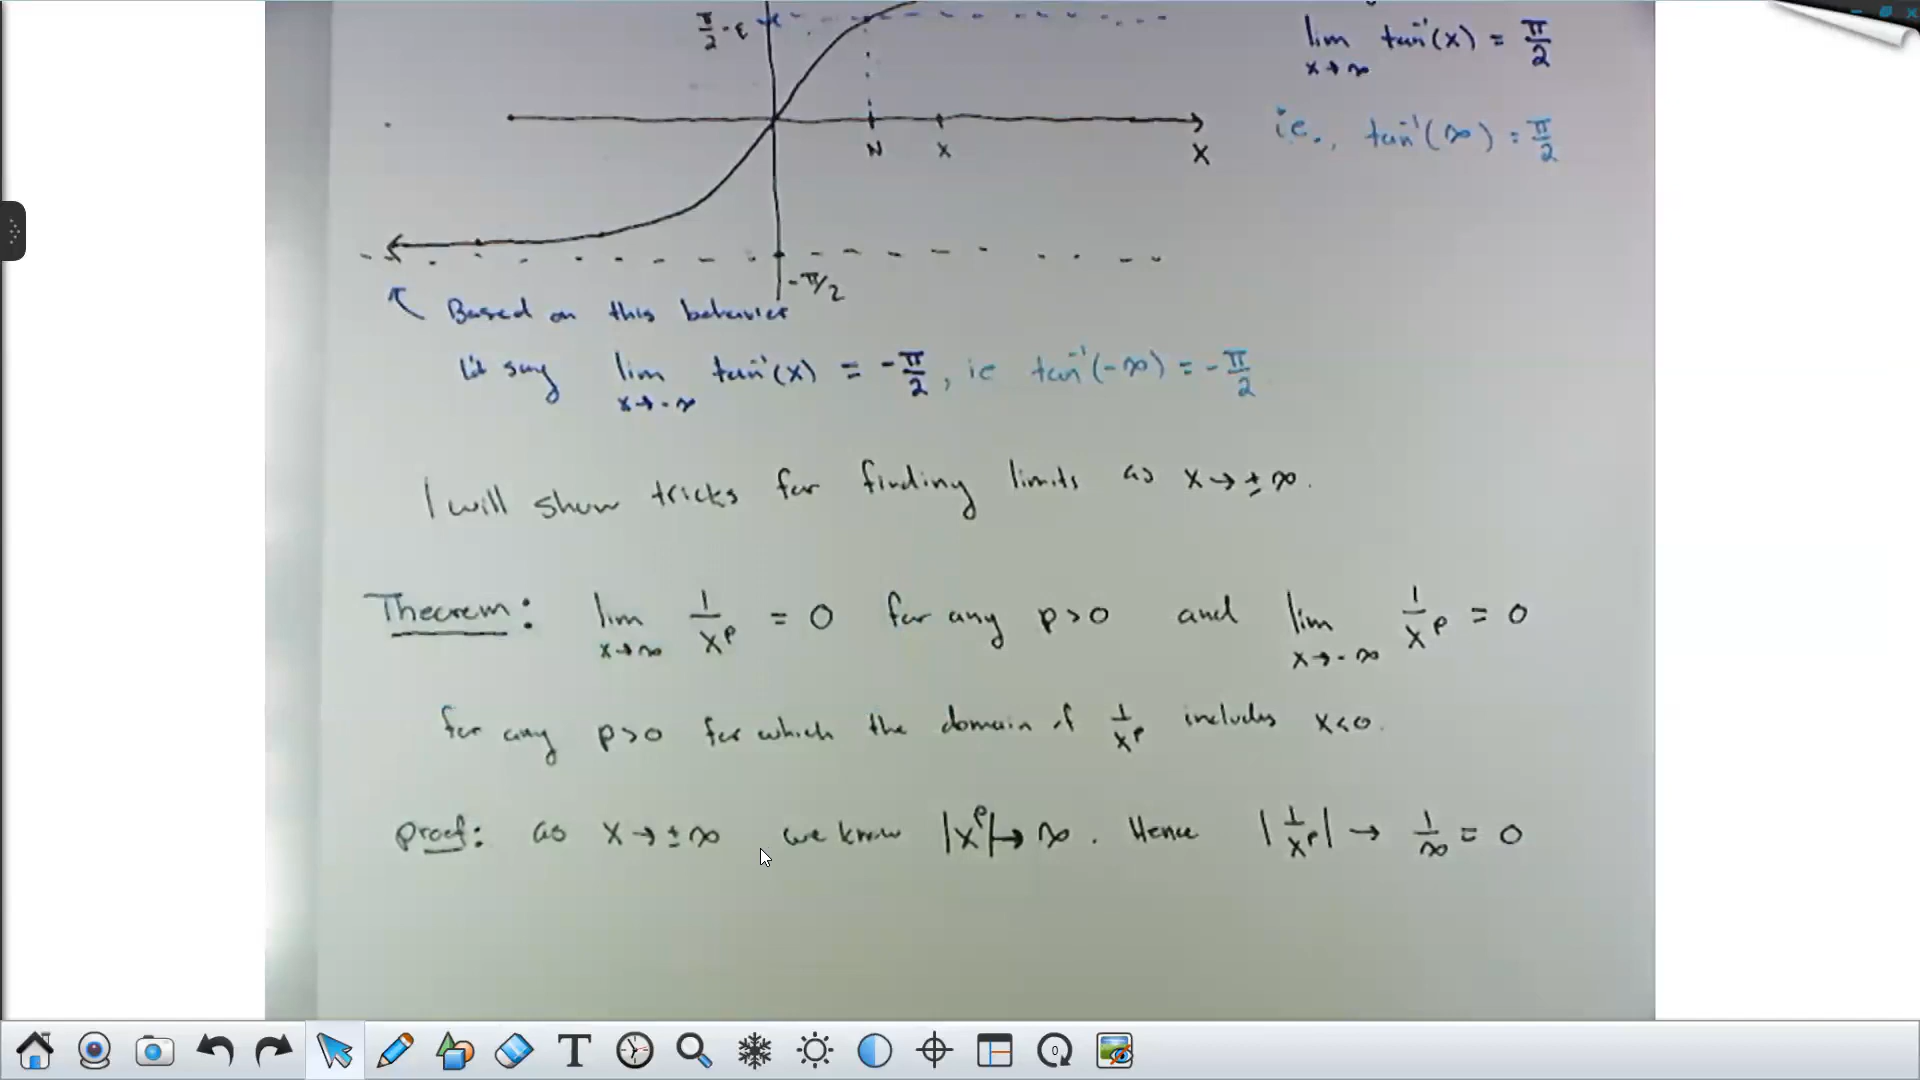 π/2 - ε
lim x→∞ tan⁻¹(x) = π/2
i.e., tan⁻¹(∞) = π/2
N x X
-π/2
Based on this behavior
I'd say lim x→-∞ tan⁻¹(x) = -π/2, ie tan⁻¹(-∞) = -π/2
I will show tricks for finding limits as x→±∞.
Theorem: lim x→∞ 1/x^p = 0 for any p>0 and lim x→-∞ 1/x^p = 0
for any p>0 for which the domain of 1/x^p includes x<0.
Proof: as x→±∞ we know |x^p|→∞. Hence |1/x^p| → 1/∞ = 0
T
0